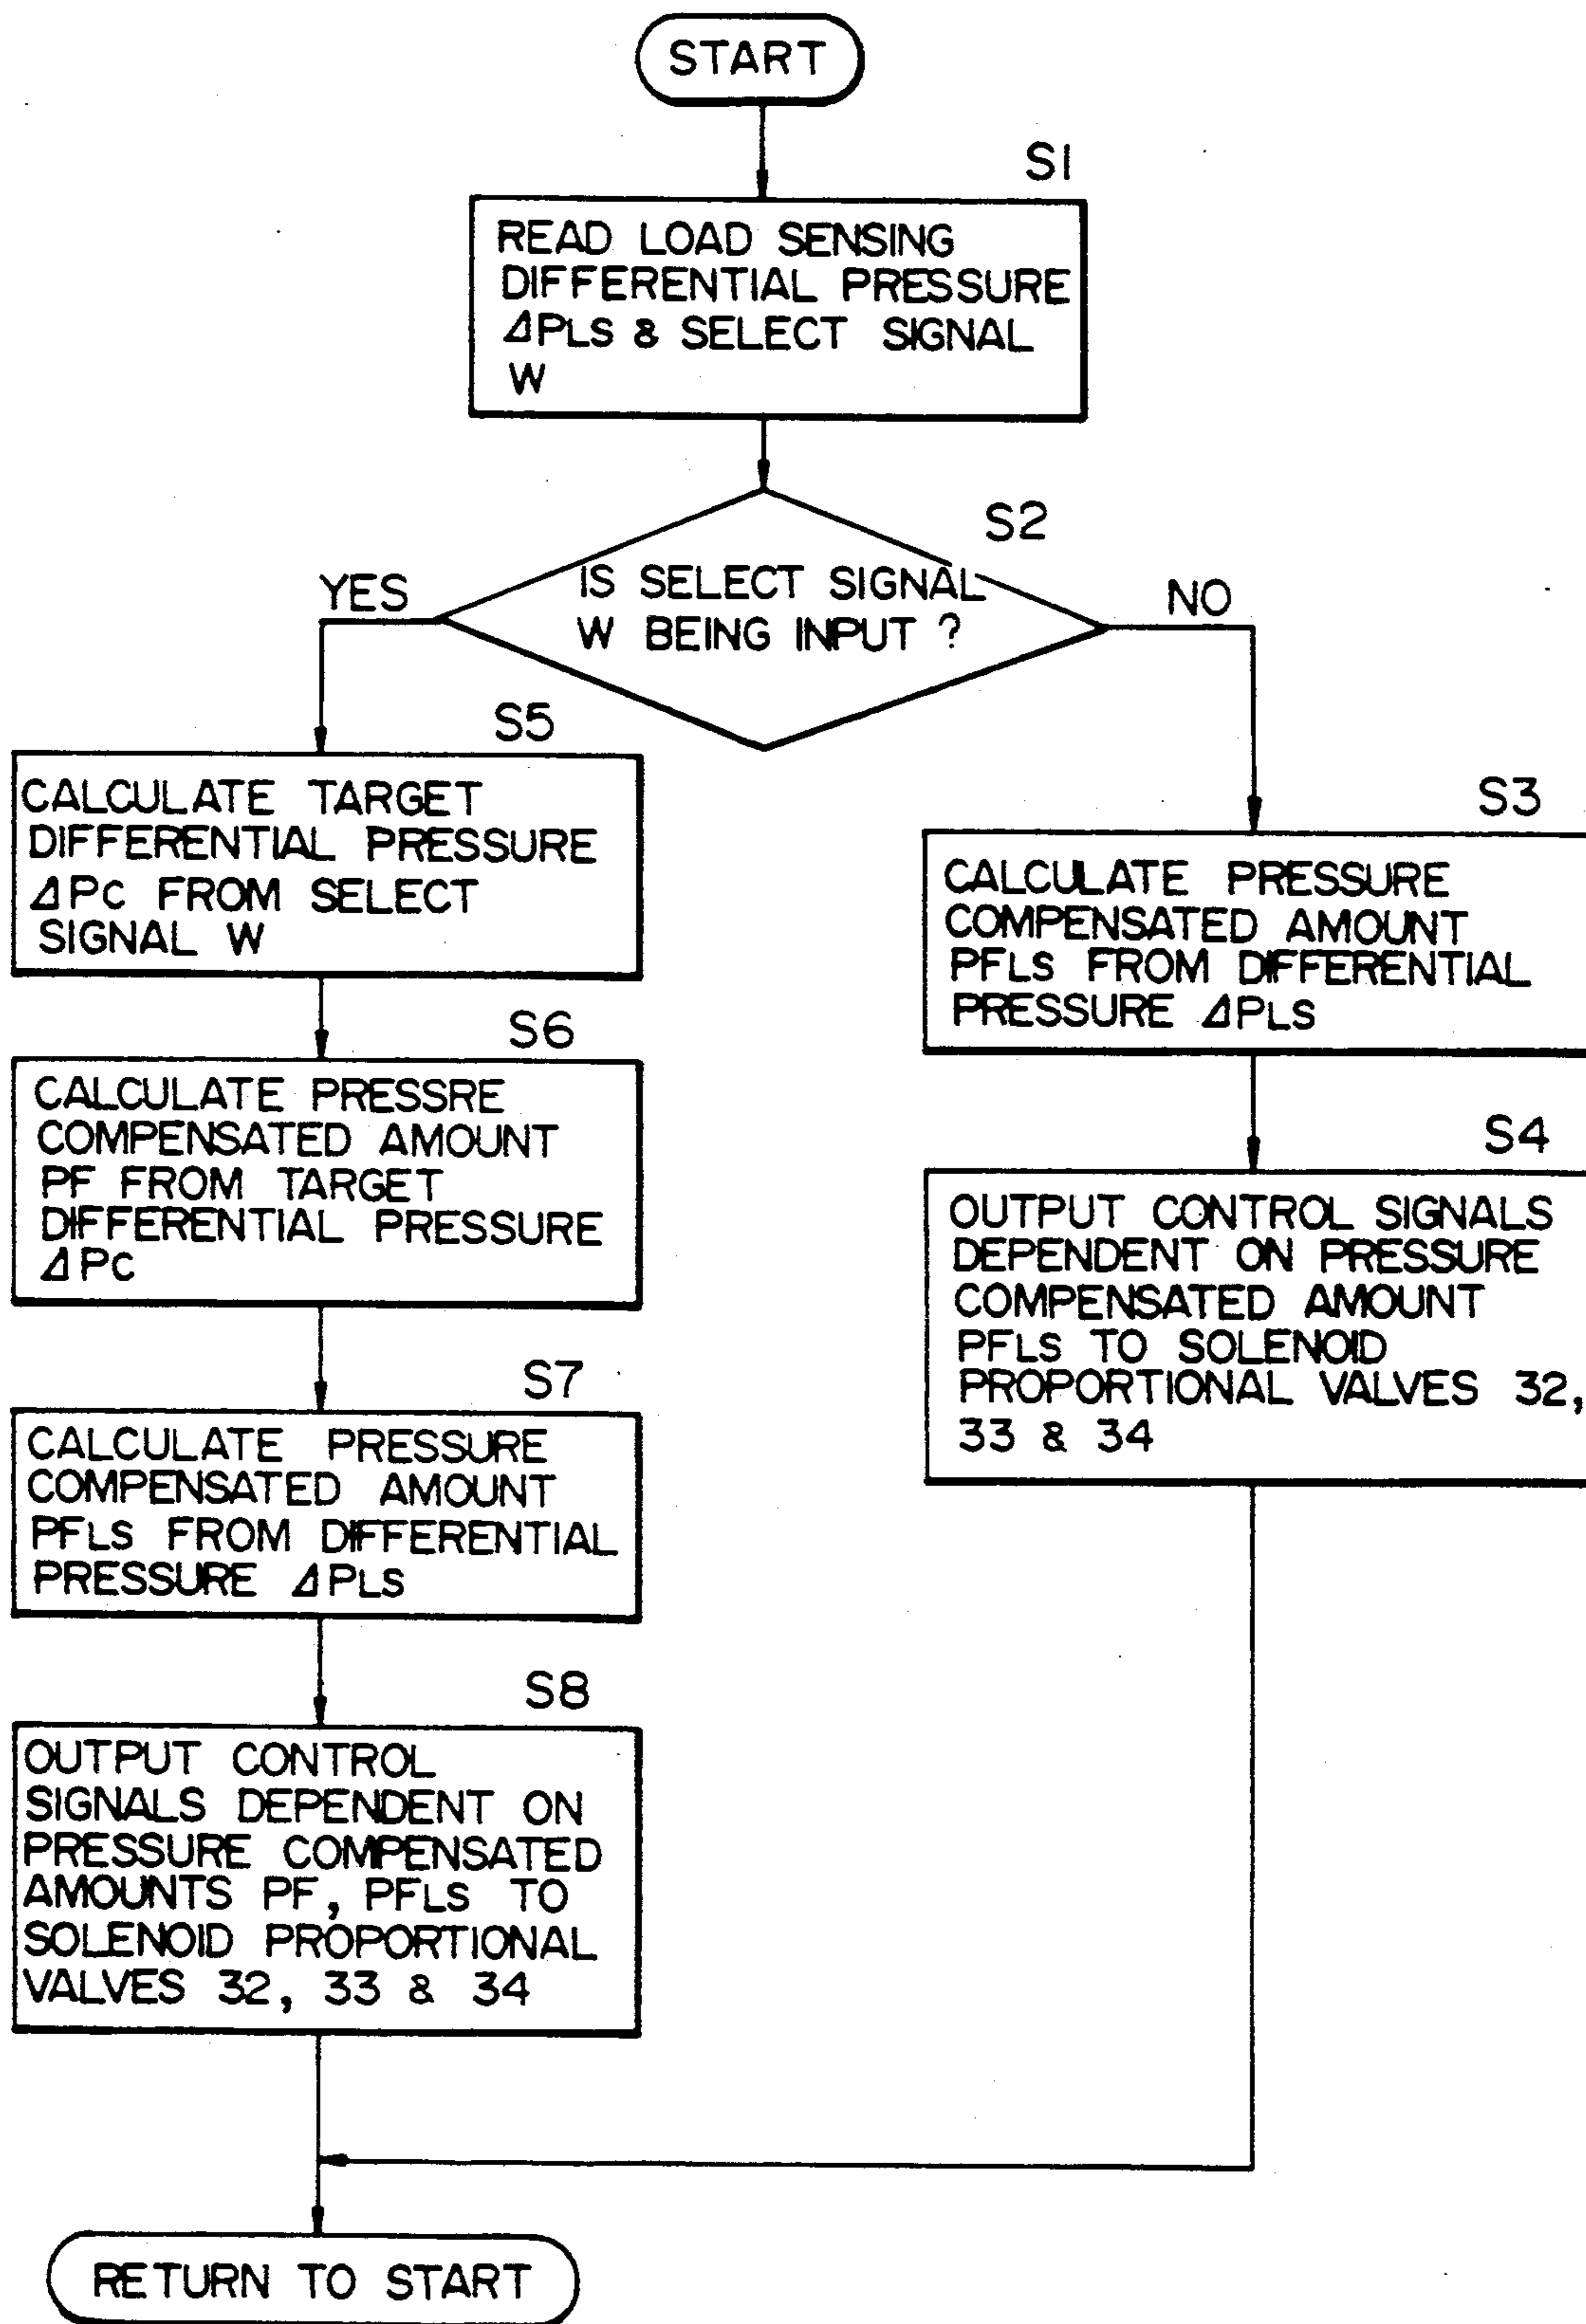 START
S1
READ LOAD SENSING
DIFFERENTIAL PRESSURE
ΔPLS & SELECT SIGNAL
W
S2
IS SELECT SIGNAL
W BEING INPUT ?
YES
NO
S5
CALCULATE TARGET
DIFFERENTIAL PRESSURE
ΔPC FROM SELECT
SIGNAL W
S6
CALCULATE PRESSRE
COMPENSATED AMOUNT
PF FROM TARGET
DIFFERENTIAL PRESSURE
ΔPC
S7
CALCULATE PRESSURE
COMPENSATED AMOUNT
PFLS FROM DIFFERENTIAL
PRESSURE ΔPLS
S8
OUTPUT CONTROL
SIGNALS DEPENDENT ON
PRESSURE COMPENSATED
AMOUNTS PF, PFLS TO
SOLENOID PROPORTIONAL
VALVES 32, 33 & 34
S3
CALCULATE PRESSURE
COMPENSATED AMOUNT
PFLS FROM DIFFERENTIAL
PRESSURE ΔPLS
S4
OUTPUT CONTROL SIGNALS
DEPENDENT ON PRESSURE
COMPENSATED AMOUNT
PFLS TO SOLENOID
PROPORTIONAL VALVES 32,
33 & 34
RETURN TO START